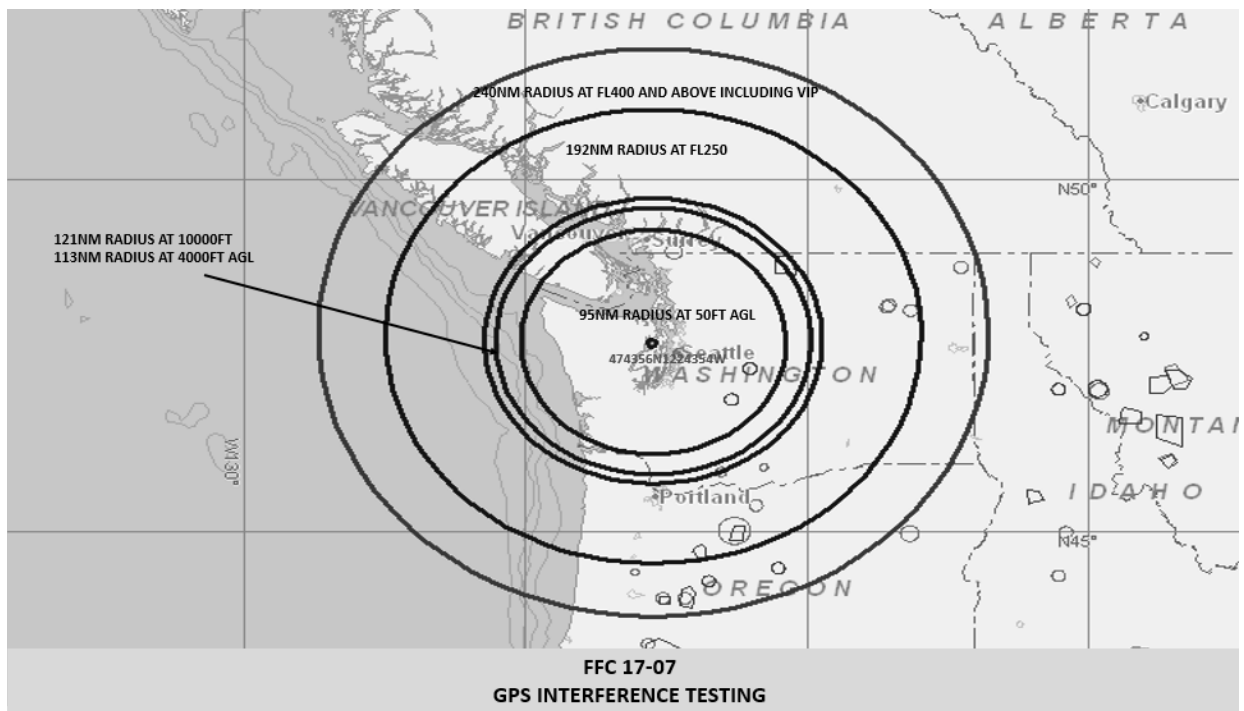 BRITISH COLUMBIA
ALBERTA
240NM RADIUS AT FL400 AND ABOVE INCLUDING VIP
Calgary
192NM RADIUS AT FL250
N50°
VANCOUVER ISLAND
Vancouver
Surrey
121NM RADIUS AT 10000FT
113NM RADIUS AT 4000FT AGL
95NM RADIUS AT 50FT AGL
Seattle
474356N1224354W
WASHINGTON
MONTAN
W130°
Portland
IDAHO
N45°
OREGON
FFC 17-07
GPS INTERFERENCE TESTING